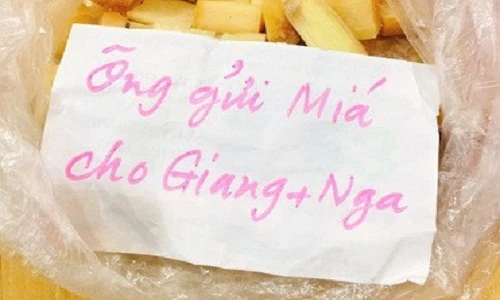 Ông gửi Miá
cho Giang+Nga